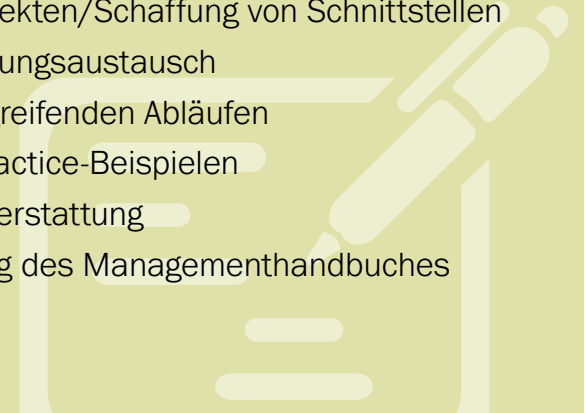 ekten/Schaffung von Schnittstellen
ungsaustausch
reifenden Abläufen
actice-Beispielen
erstattung
g des Managementhandbuches